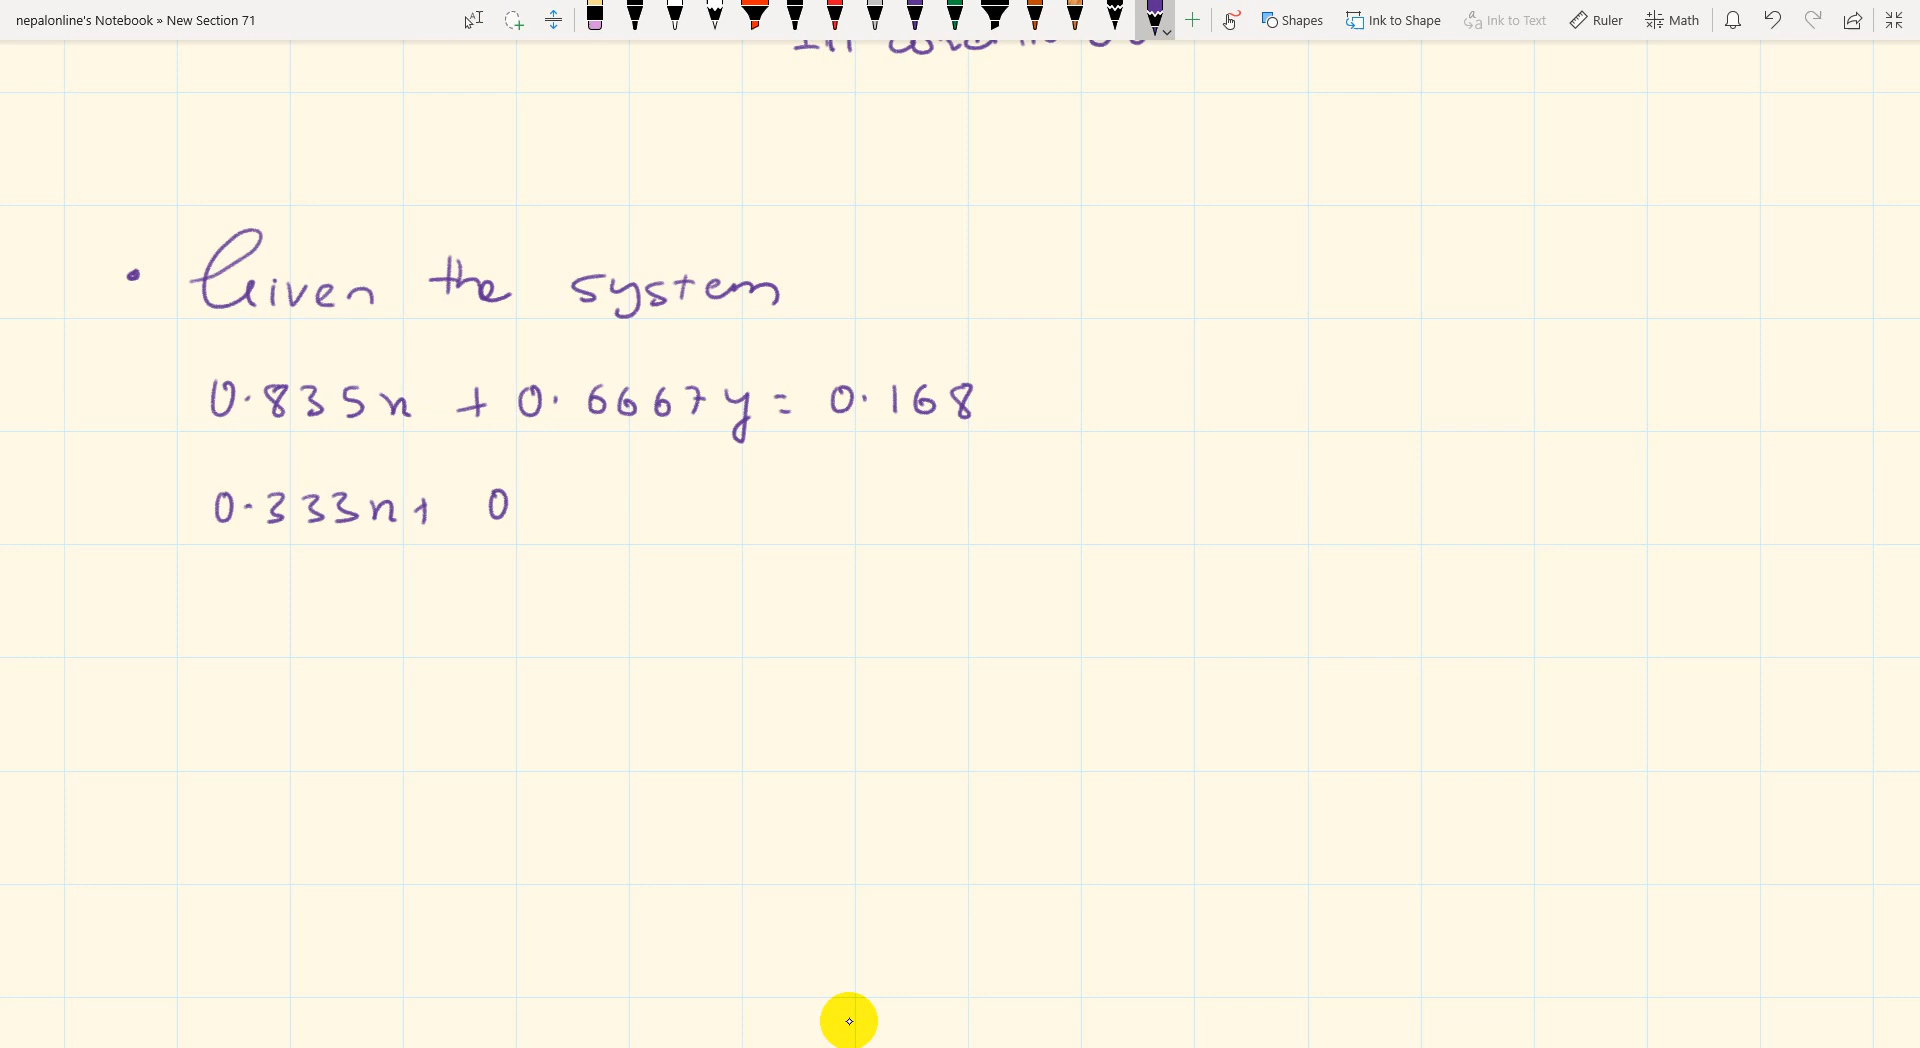 nepalonline's Notebook » New Section 71
Shapes
Ink to Shape
Ink to Text
Ruler
Math
• Given the system
0.835x + 0.6667y = 0.168
0.333x + 0